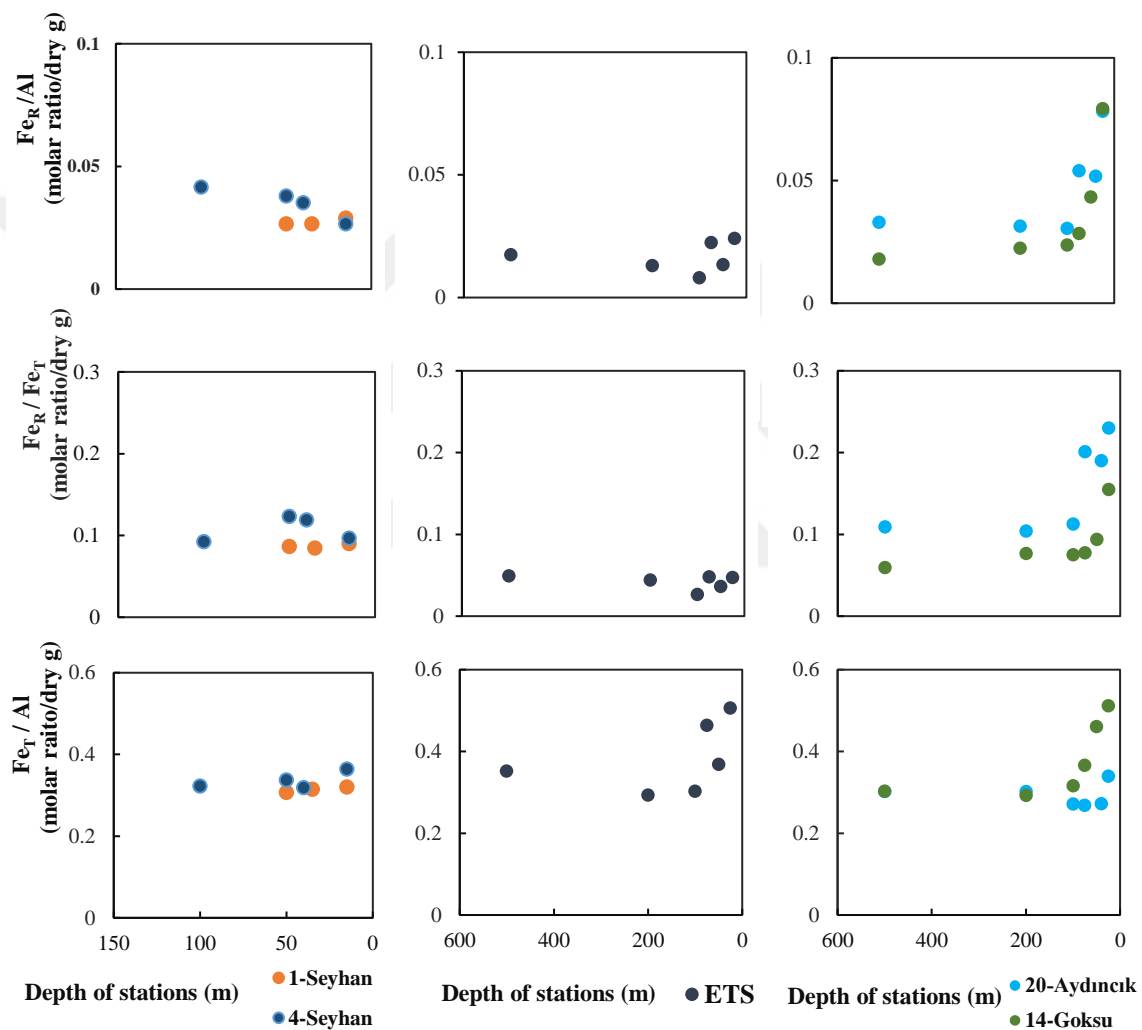 Fe_R /Al
(molar ratio/dry g)
0.1
0.05
0
0.1
0.05
0
0.1
0.05
0
Fe_R / Fe_T
(molar ratio/dry g)
0.3
0.2
0.1
0
0.3
0.2
0.1
0
0.3
0.2
0.1
0
Fe_T / Al
(molar raito/dry g)
0.6
0.4
0.2
0
0.6
0.4
0.2
0
0.6
0.4
0.2
0
150 100 50 0
600 400 200 0
600 400 200 0
Depth of stations (m)
1-Seyhan
4-Seyhan
Depth of stations (m)
ETS
Depth of stations (m)
20-Aydıncık
14-Goksu